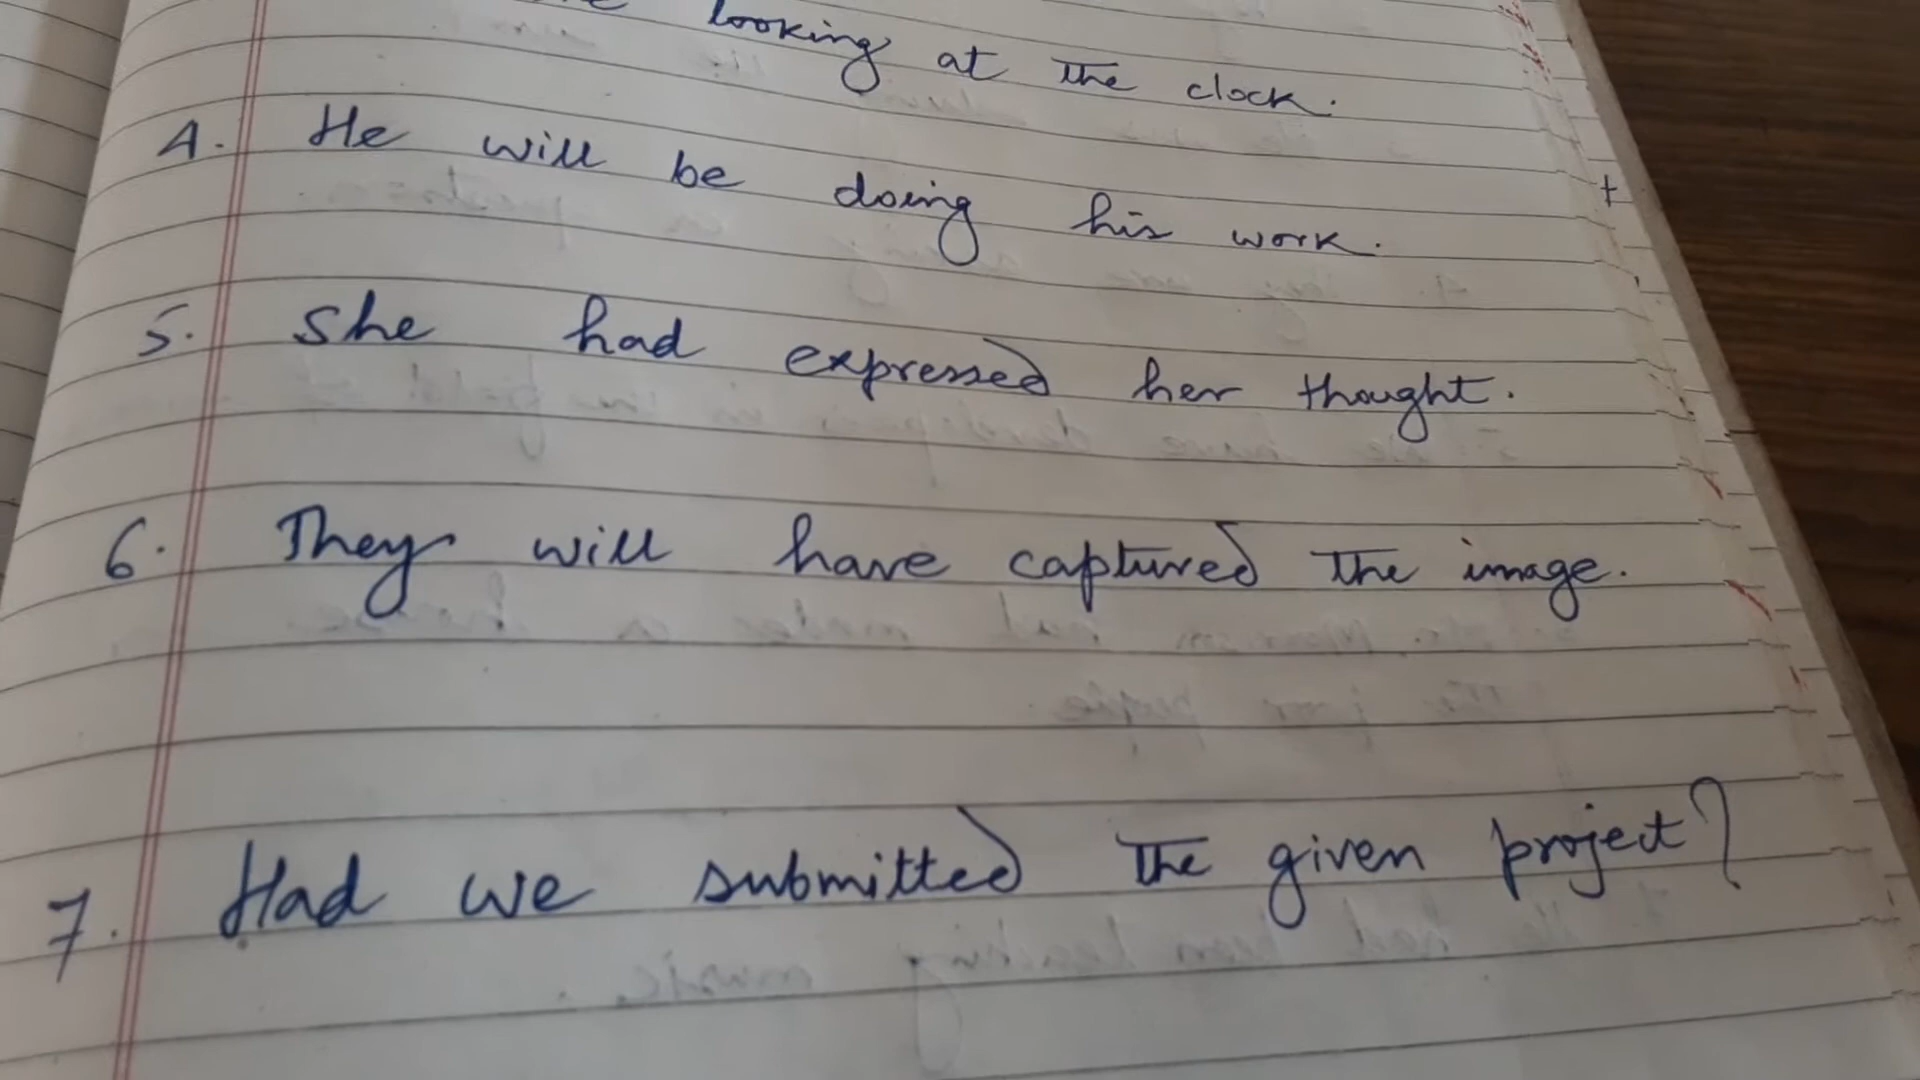 looking at the clock.
4. He will be doing his work.
5. She had expressed her thought.
6. They will have captured the image.
7. Had we submitted the given project?